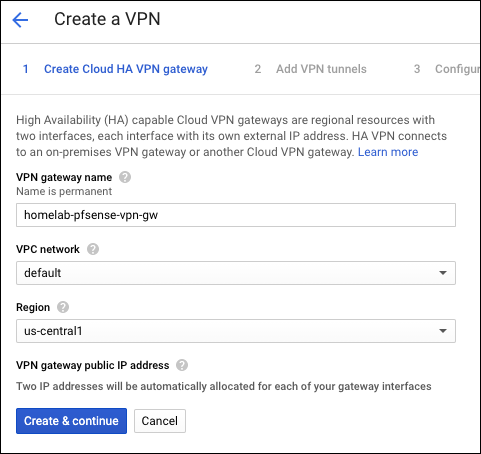 Create a VPN
1 Create Cloud HA VPN gateway 2 Add VPN tunnels 3 Configur
High Availability (HA) capable Cloud VPN gateways are regional resources with
two interfaces, each interface with its own external IP address. HA VPN connects
to an on-premises VPN gateway or another Cloud VPN gateway. Learn more
VPN gateway name
Name is permanent
homelab-pfsense-vpn-gw
VPC network
default
Region
us-central1
VPN gateway public IP address
Two IP addresses will be automatically allocated for each of your gateway interfaces
Create & continue Cancel